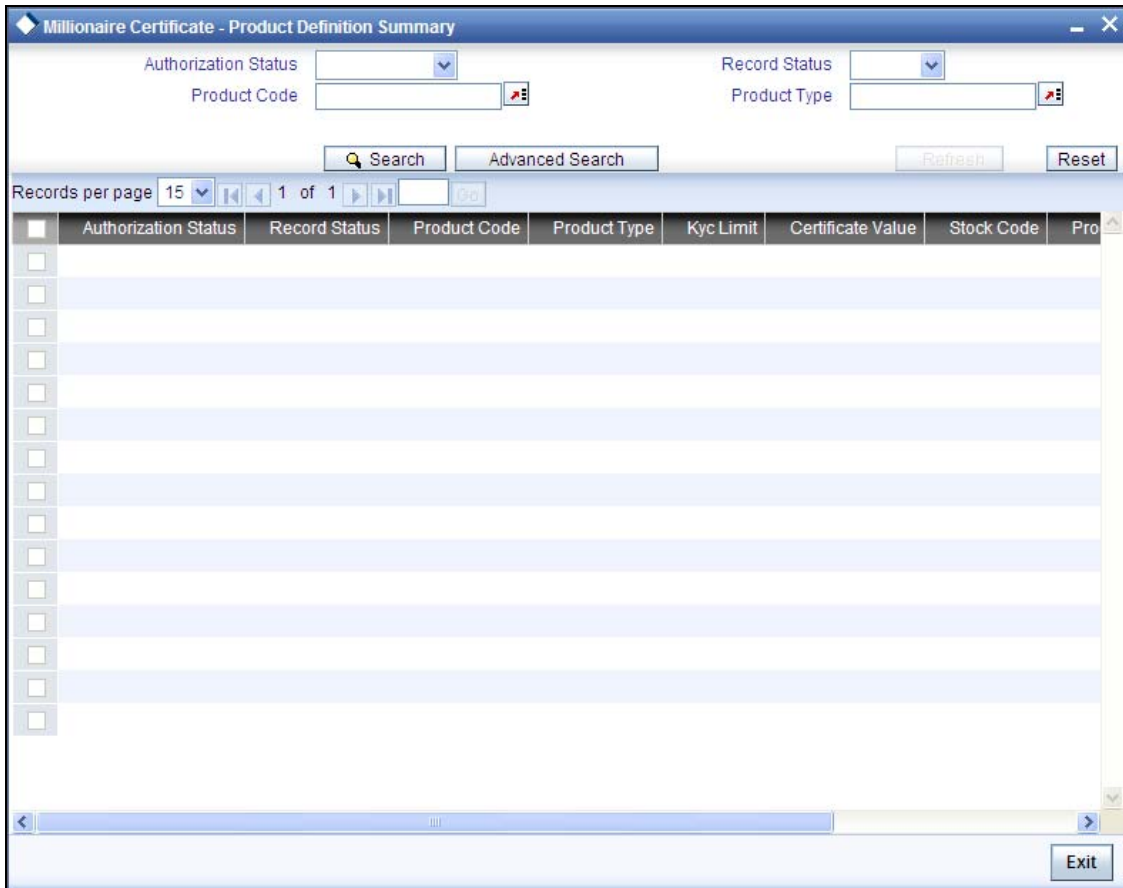 Millionaire Certificate - Product Definition Summary
Authorization Status Record Status
Product Code Product Type
Search Advanced Search Refresh Reset
Records per page 15 1 of 1 Go
Authorization Status Record Status Product Code Product Type Kyc Limit Certificate Value Stock Code Pro
Exit